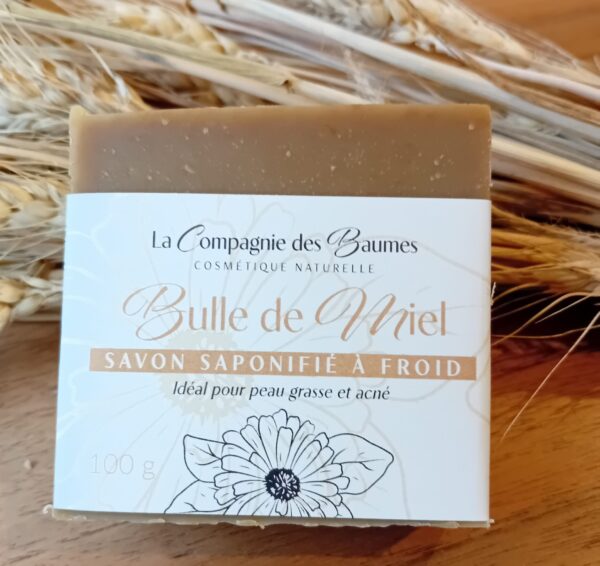 La Compagnie des Baumes
COSMÉTIQUE NATURELLE
Bulle de Miel
SAVON SAPONIFIÉ À FROID
Idéal pour peau grasse et acné
100 g